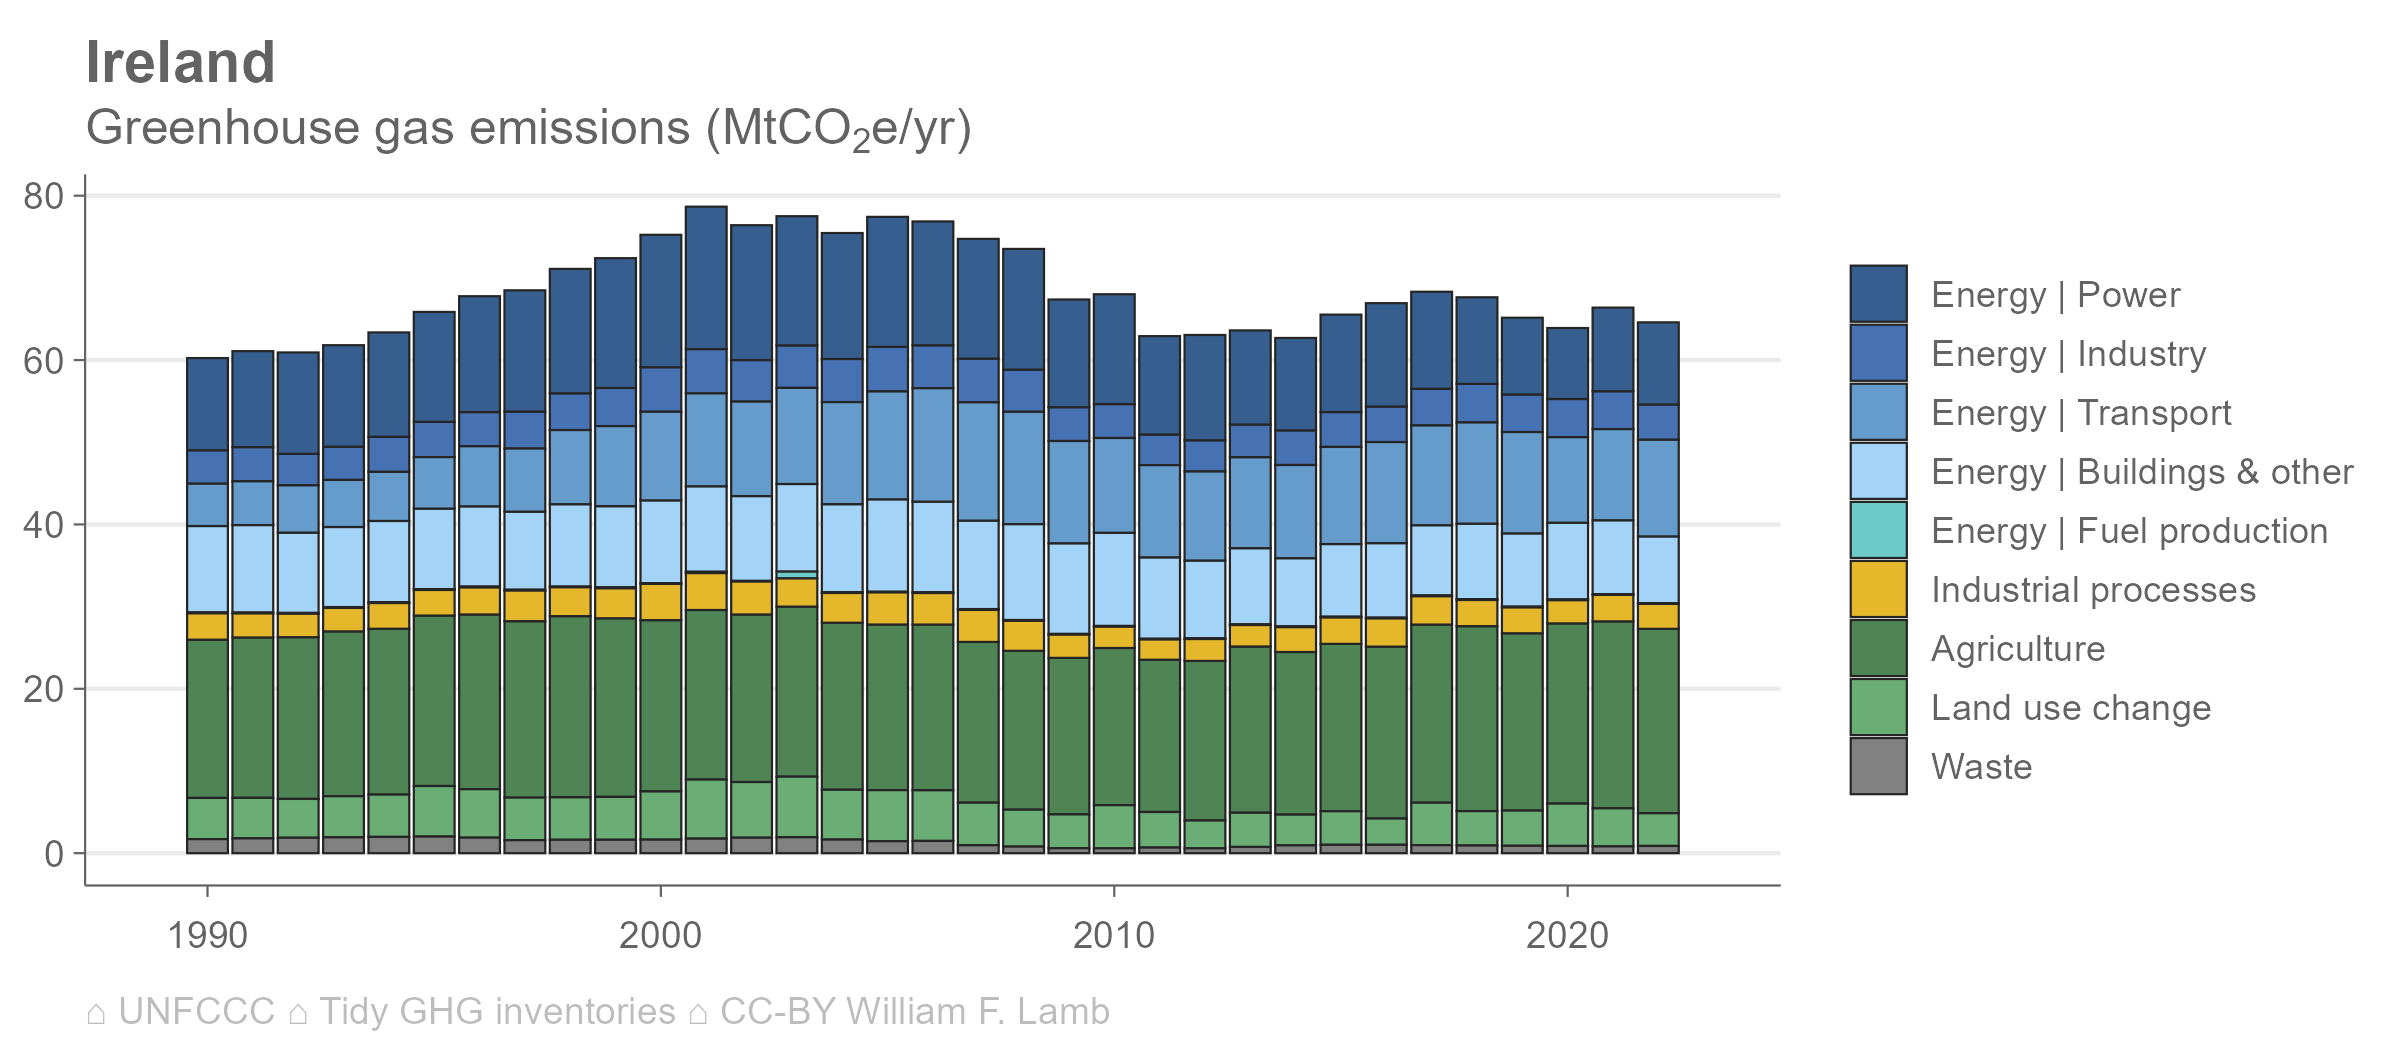 Ireland
Greenhouse gas emissions (MtCO₂e/yr)
80
60
40
20
0
1990 2000 2010 2020
Energy | Power
Energy | Industry
Energy | Transport
Energy | Buildings & other
Energy | Fuel production
Industrial processes
Agriculture
Land use change
Waste
⌂ UNFCCC ⌂ Tidy GHG inventories ⌂ CC-BY William F. Lamb